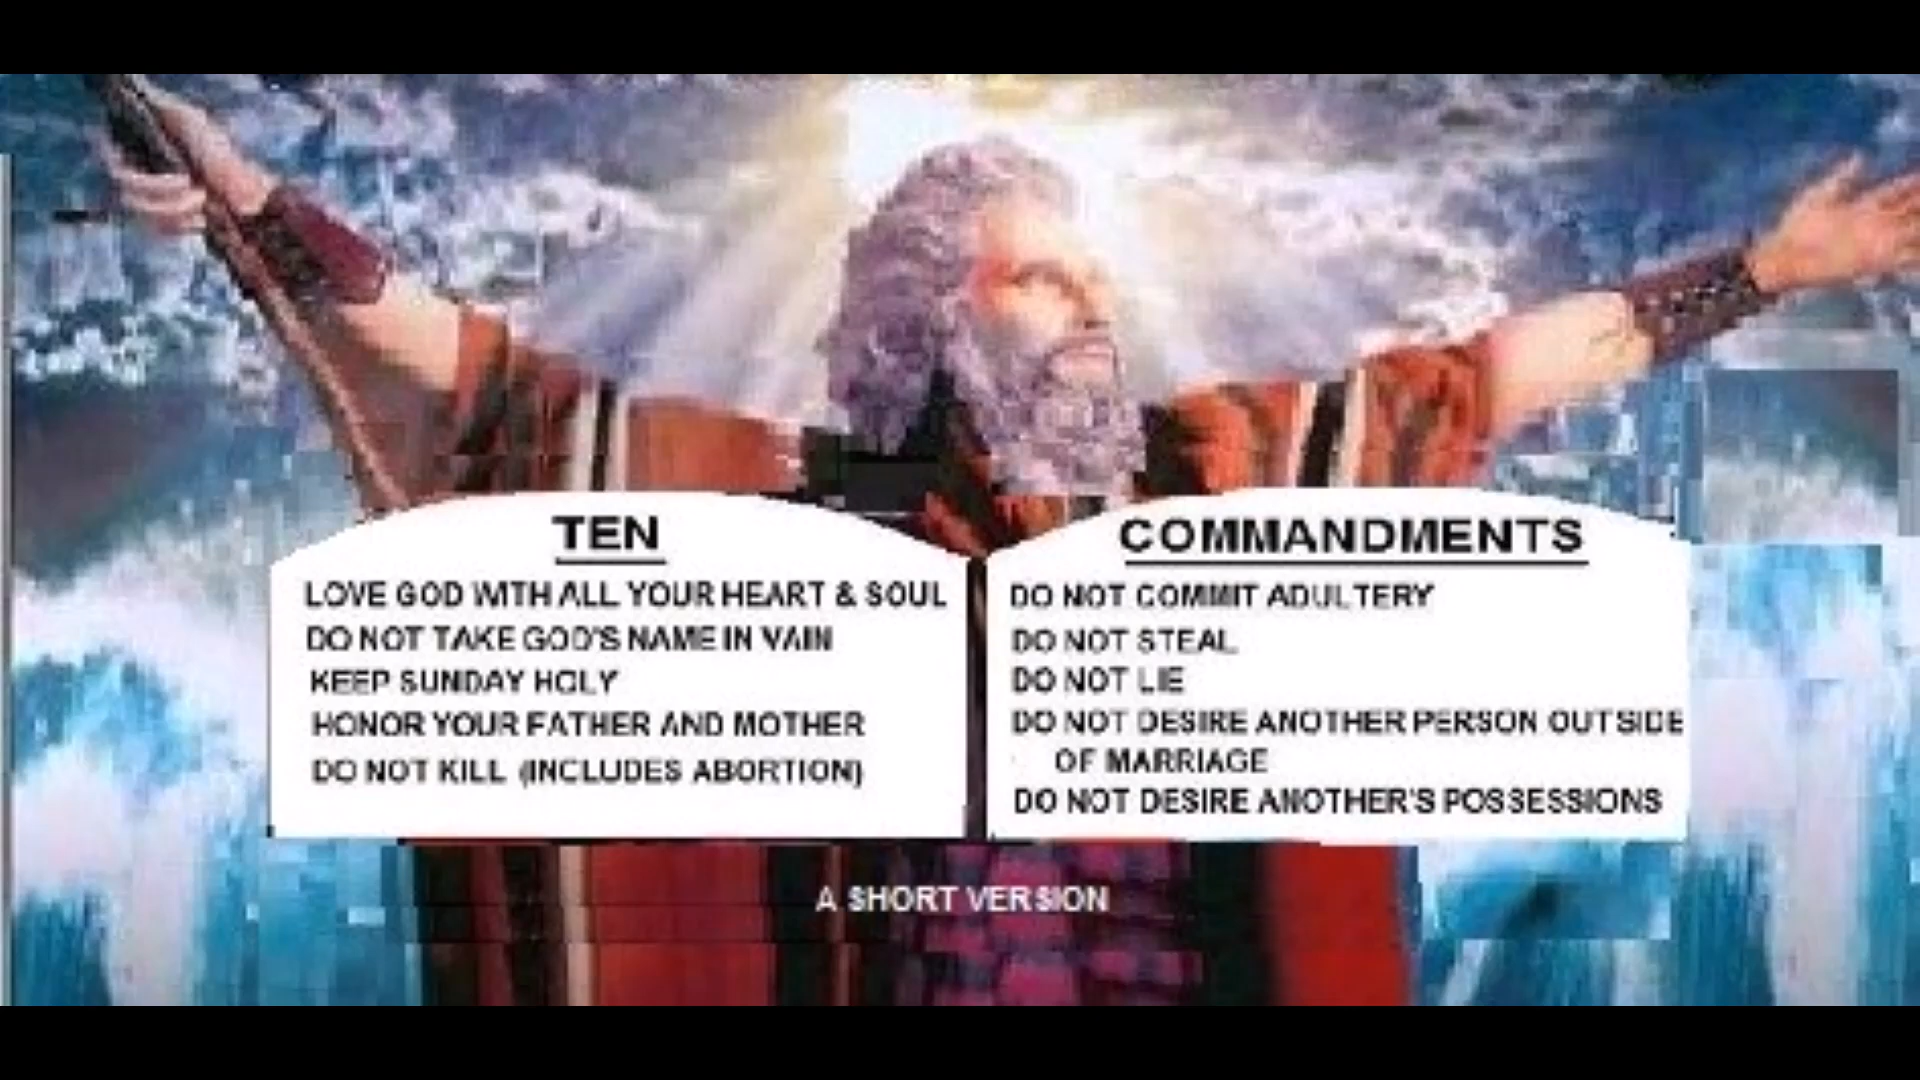 TEN
LOVE GOD WITH ALL YOUR HEART & SOUL
DO NOT TAKE GOD'S NAME IN VAIN
KEEP SUNDAY HOLY
HONOR YOUR FATHER AND MOTHER
DO NOT KILL (INCLUDES ABORTION)
COMMANDMENTS
DO NOT COMMIT ADULTERY
DO NOT STEAL
DO NOT LIE
DO NOT DESIRE ANOTHER PERSON OUTSIDE
OF MARRIAGE
DO NOT DESIRE ANOTHER'S POSSESSIONS
A SHORT VERSION